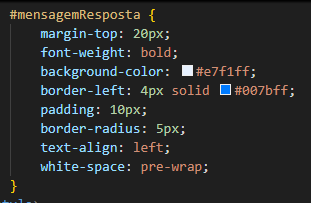 #mensagemResposta {
margin-top: 20px;
font-weight: bold;
background-color: #e7f1ff;
border-left: 4px solid #007bff;
padding: 10px;
border-radius: 5px;
text-align: left;
white-space: pre-wrap;
}